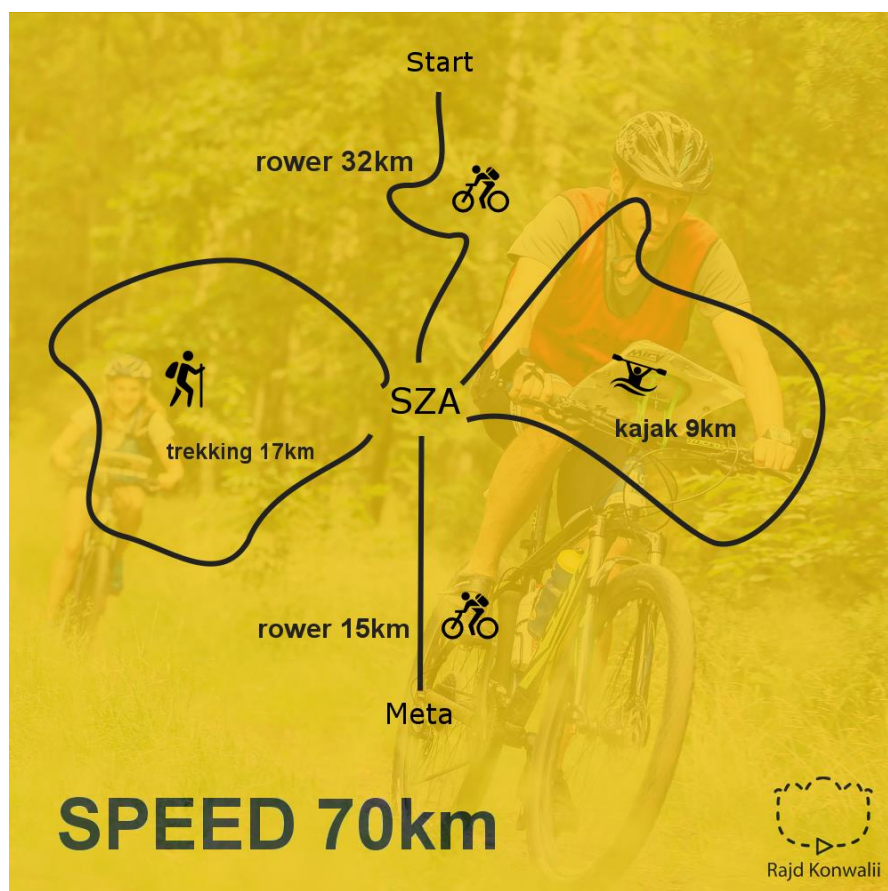 Start
rower 32km
SZA
kajak 9km
trekking 17km
rower 15km
Meta
SPEED 70km
Rajd Konwalii